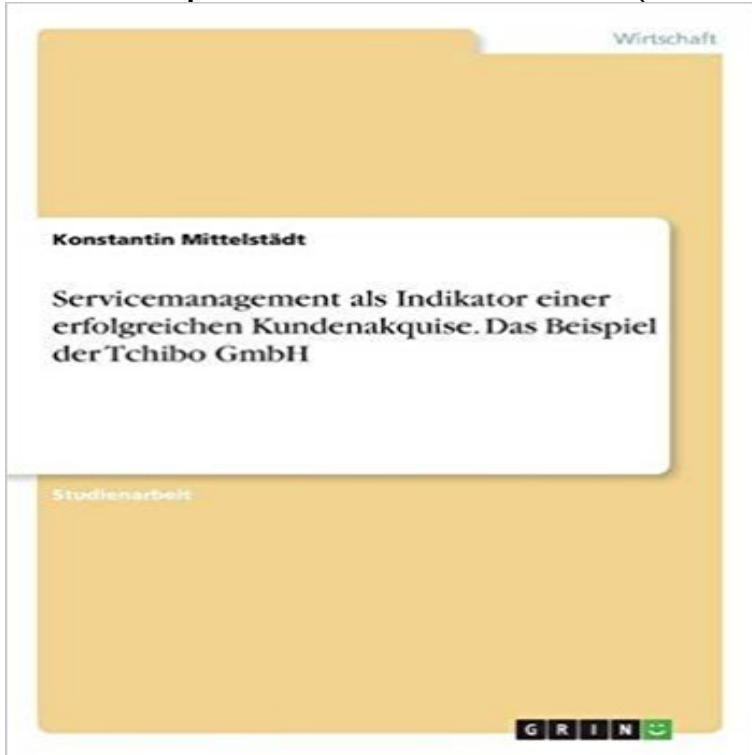 Wirtschaft
Konstantin Mittelstädt
Servicemanagement als Indikator einer
erfolgreichen Kundenakquise. Das Beispiel
der Tchibo GmbH
Studienarbeit
GRIN